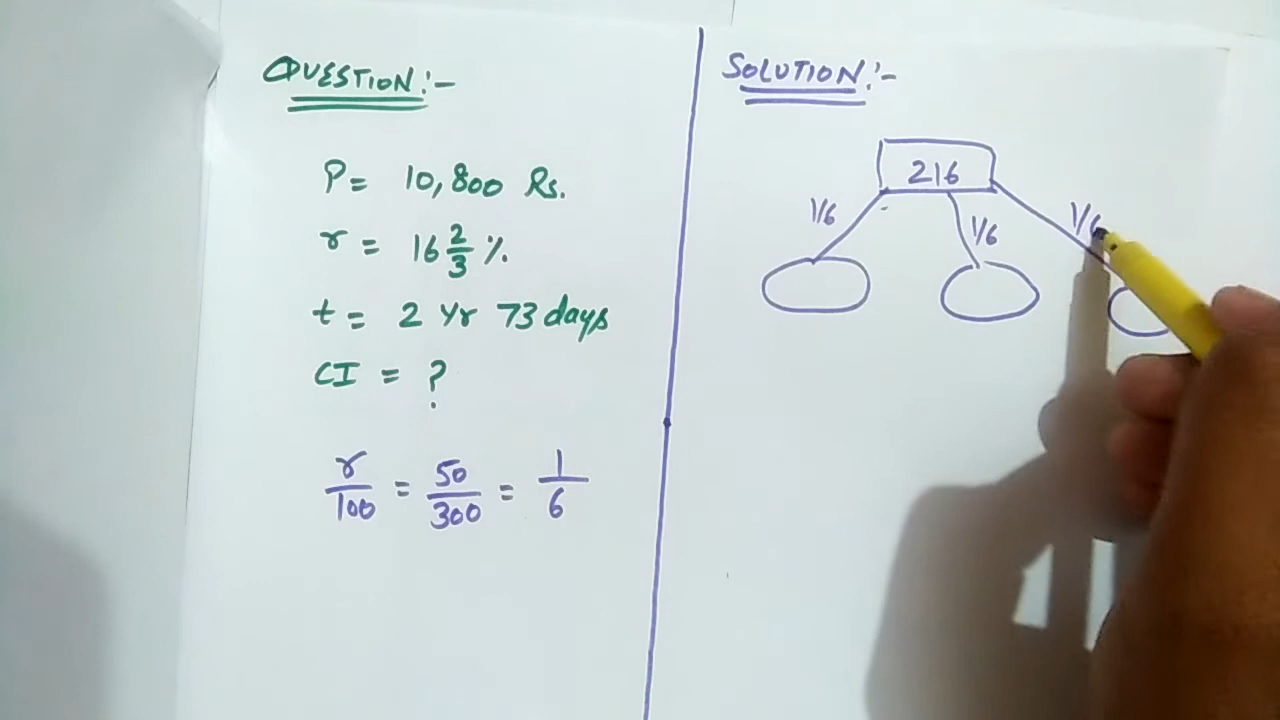 QUESTION:-
P = 10,800 Rs.
r = 16 2/3 %
t = 2 Yr 73 days
CI = ?
r/100 = 50/300 = 1/6
SOLUTION:-
216
1/6 1/6 1/6